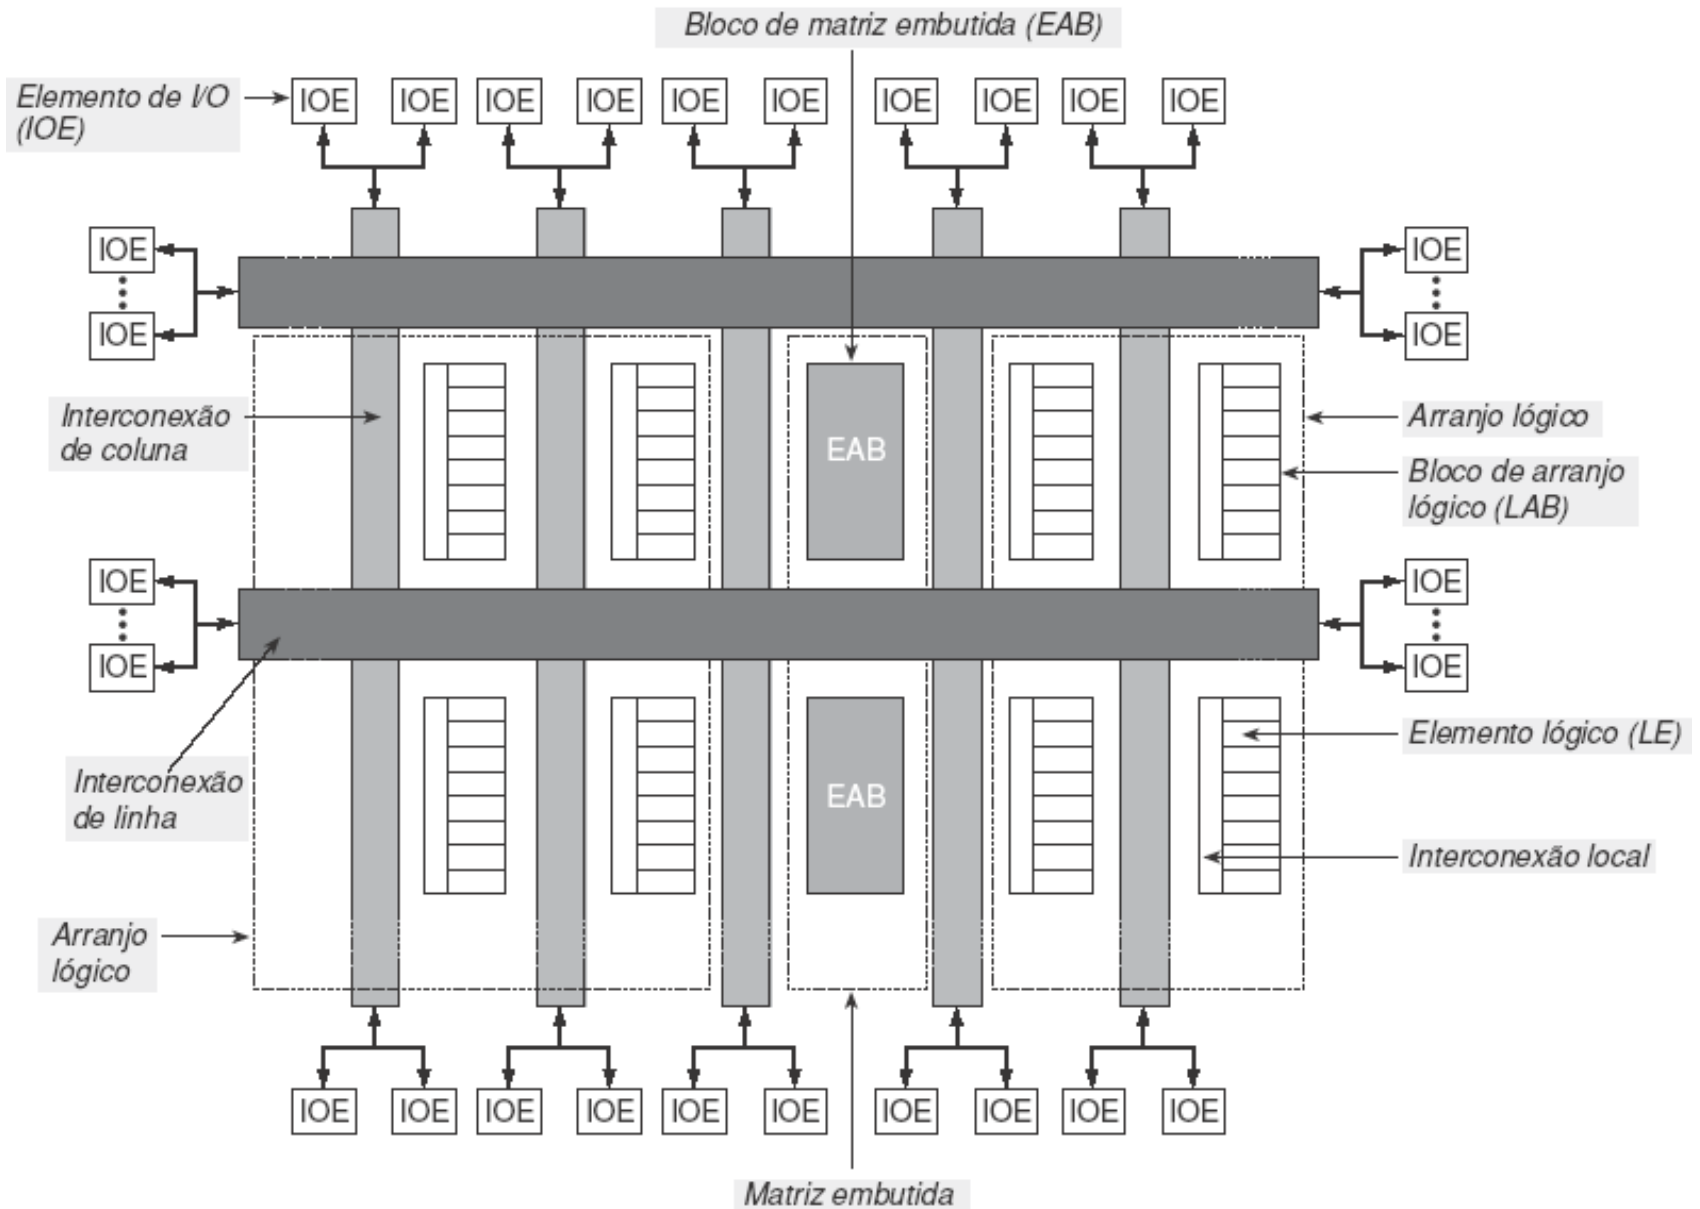 Bloco de matriz embutida (EAB)
Elemento de I/O
(IOE)
IOE IOE IOE IOE IOE IOE IOE IOE IOE IOE
IOE IOE
IOE IOE
Interconexão
de coluna
EAB
Arranjo lógico
Bloco de arranjo
lógico (LAB)
IOE IOE
IOE IOE
Interconexão
de linha
EAB
Elemento lógico (LE)
Interconexão local
Arranjo
lógico
IOE IOE IOE IOE IOE IOE IOE IOE IOE IOE
Matriz embutida